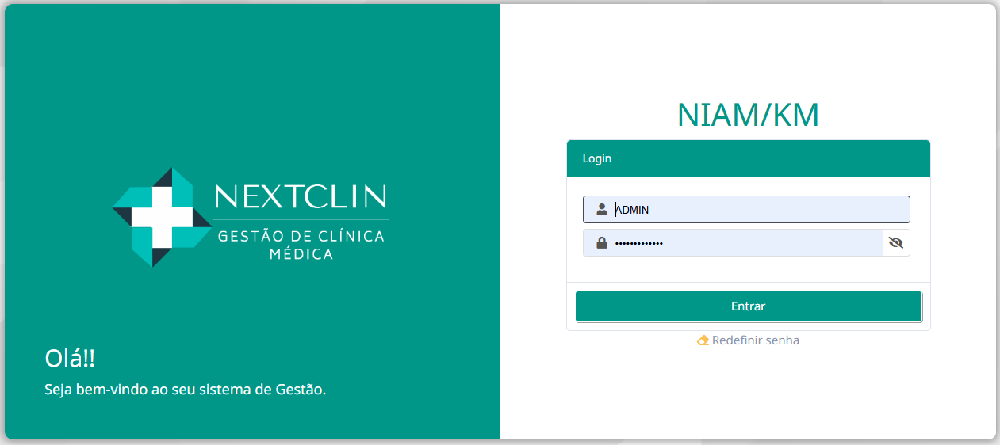 NEXTCLIN
GESTÃO DE CLÍNICA
MÉDICA
Olá!!
Seja bem-vindo ao seu sistema de Gestão.
NIAM/KM
Login
ADMIN
•••••••••••••
Entrar
Redefinir senha